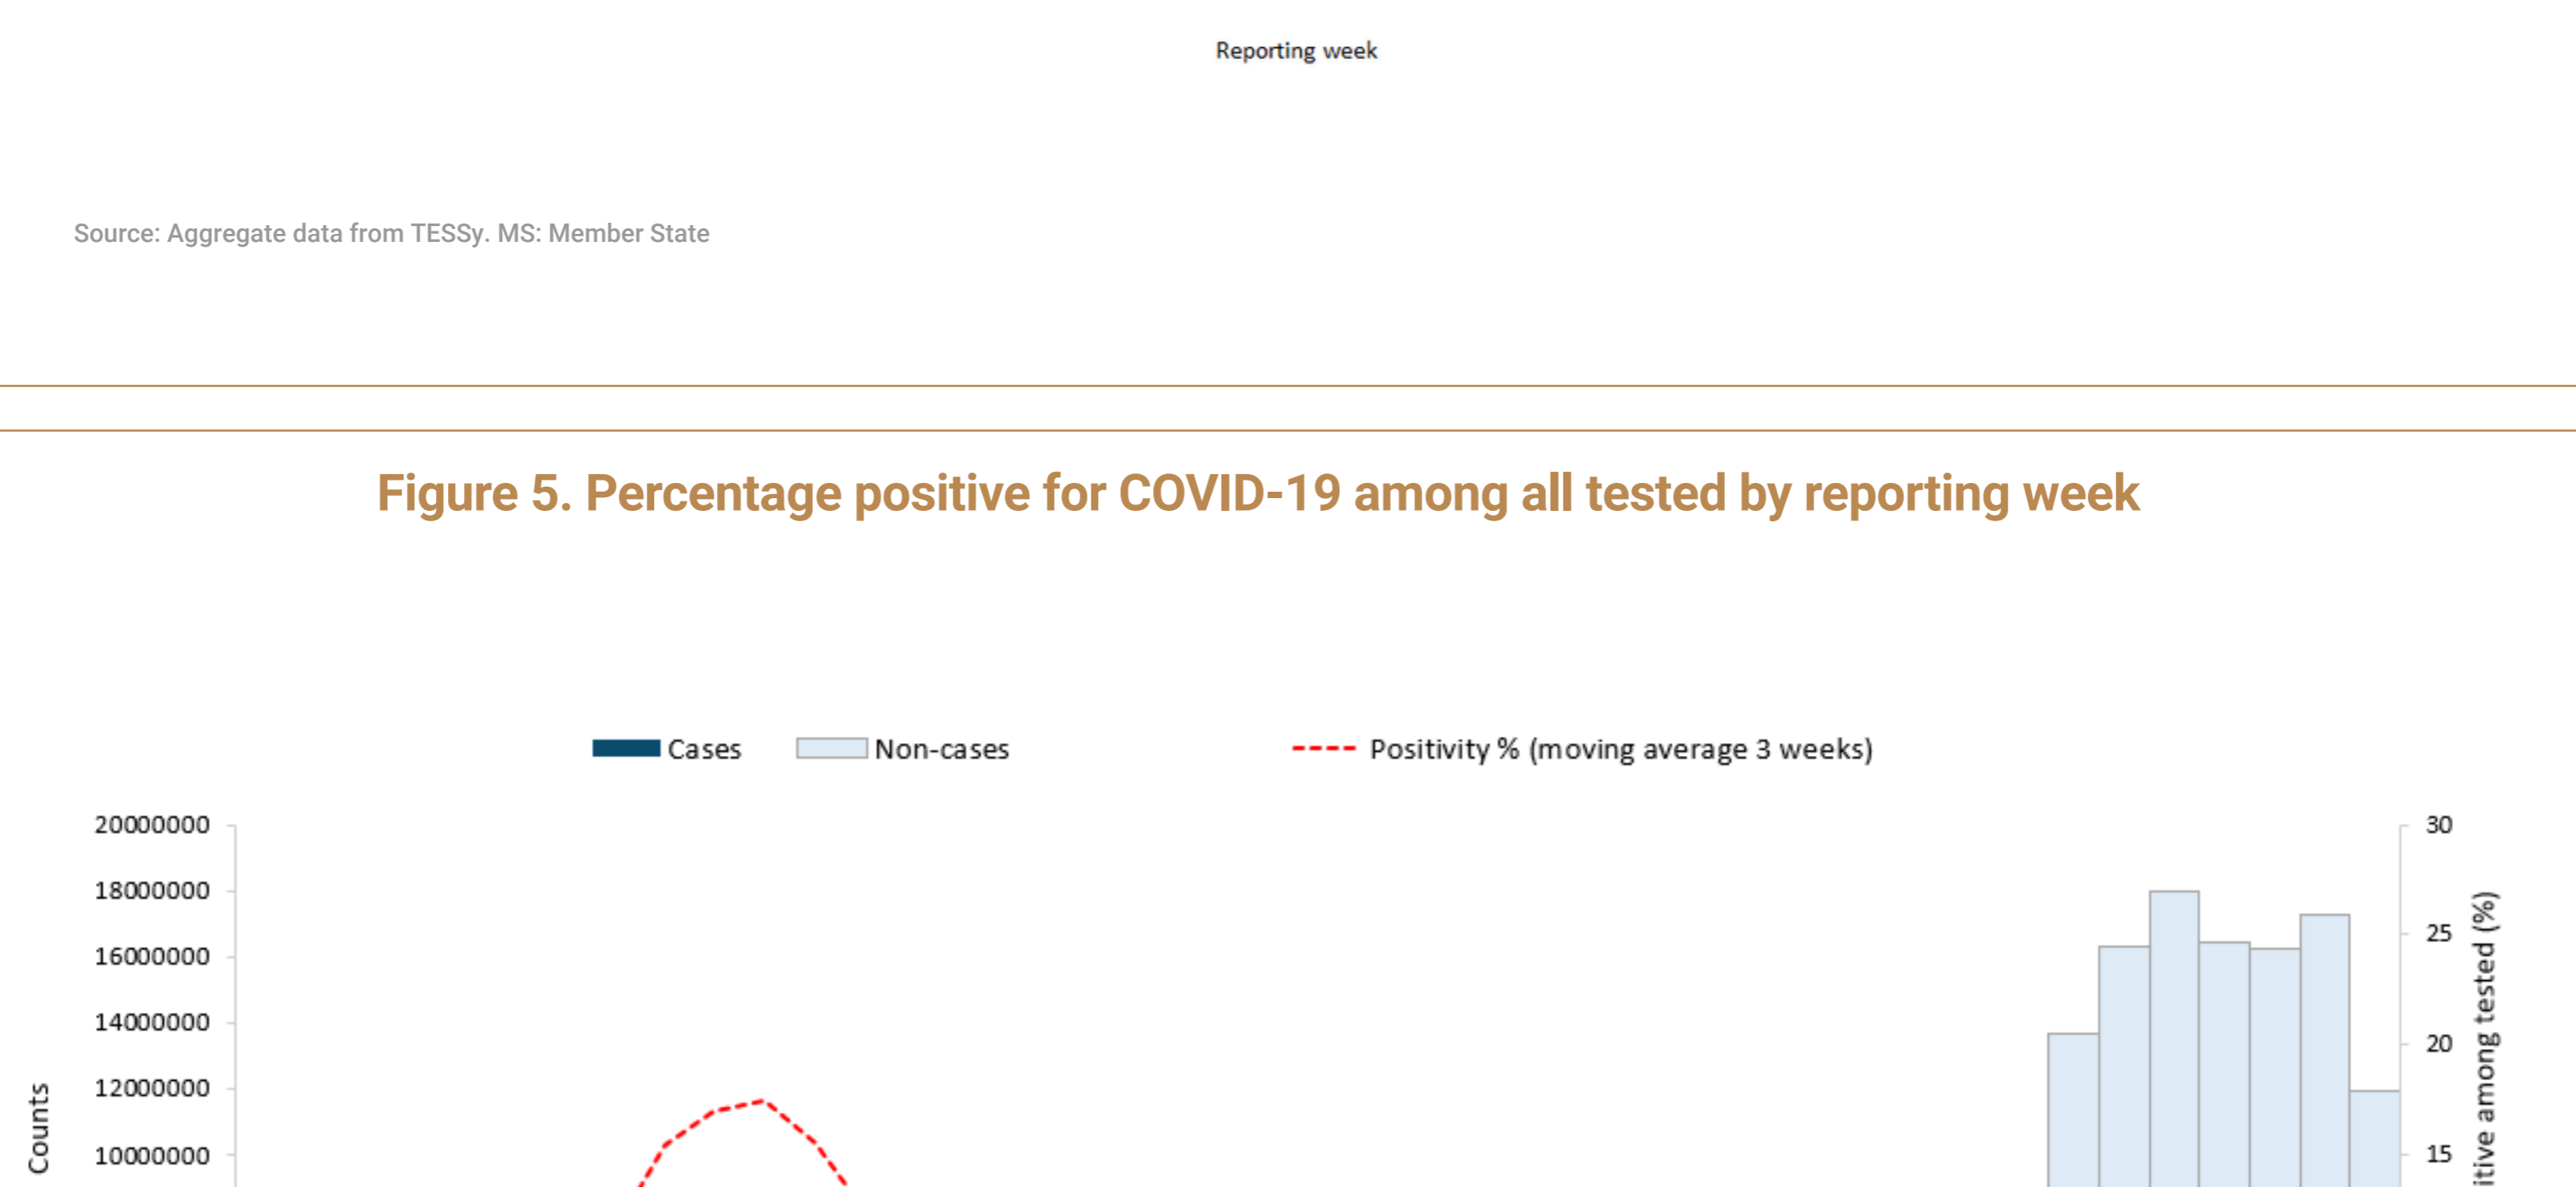 Reporting week
Source: Aggregate data from TESSy. MS: Member State
Figure 5. Percentage positive for COVID-19 among all tested by reporting week
Cases
Non-cases
Positivity % (moving average 3 weeks)
20000000
18000000
16000000
14000000
12000000
10000000
Counts
30
25
20
15
among tested (%)